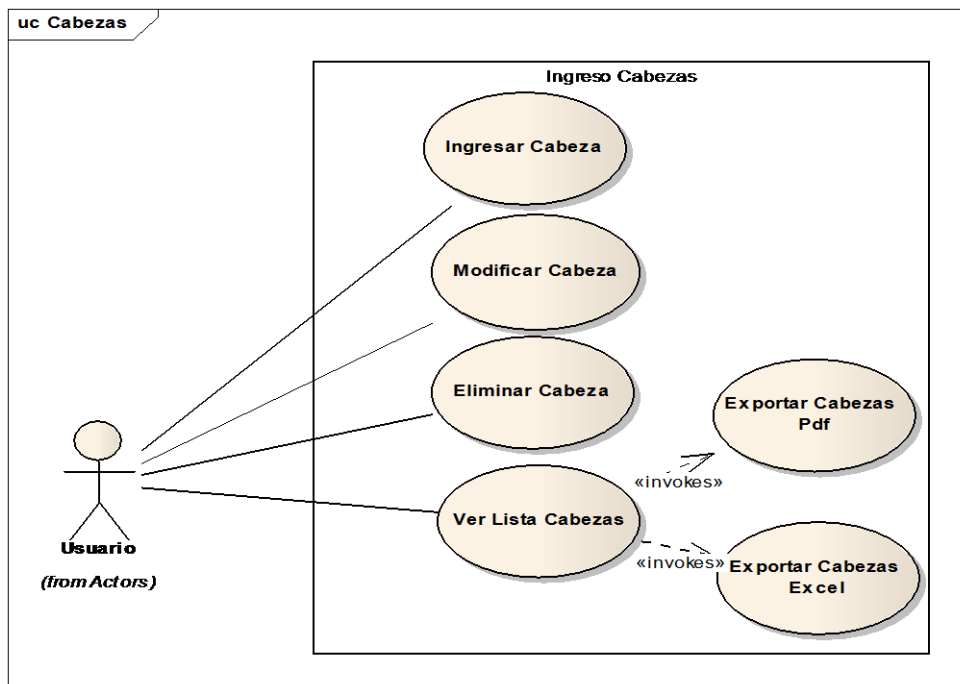 uc Cabezas
Ingreso Cabezas
Ingresar Cabeza
Modificar Cabeza
Eliminar Cabeza
Exportar Cabezas
Pdf
«invokes»
Ver Lista Cabezas
«invokes»
Exportar Cabezas
Excel
Usuario
(from Actors)